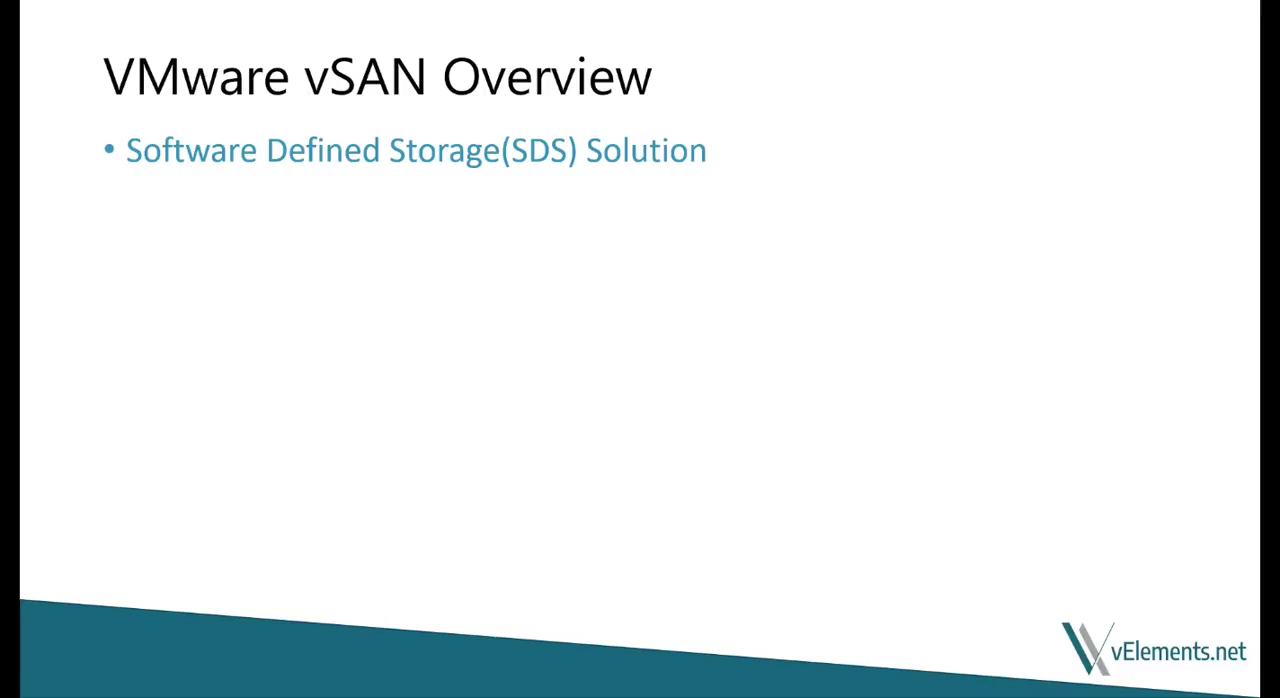 VMware vSAN Overview
• Software Defined Storage(SDS) Solution
vElements.net